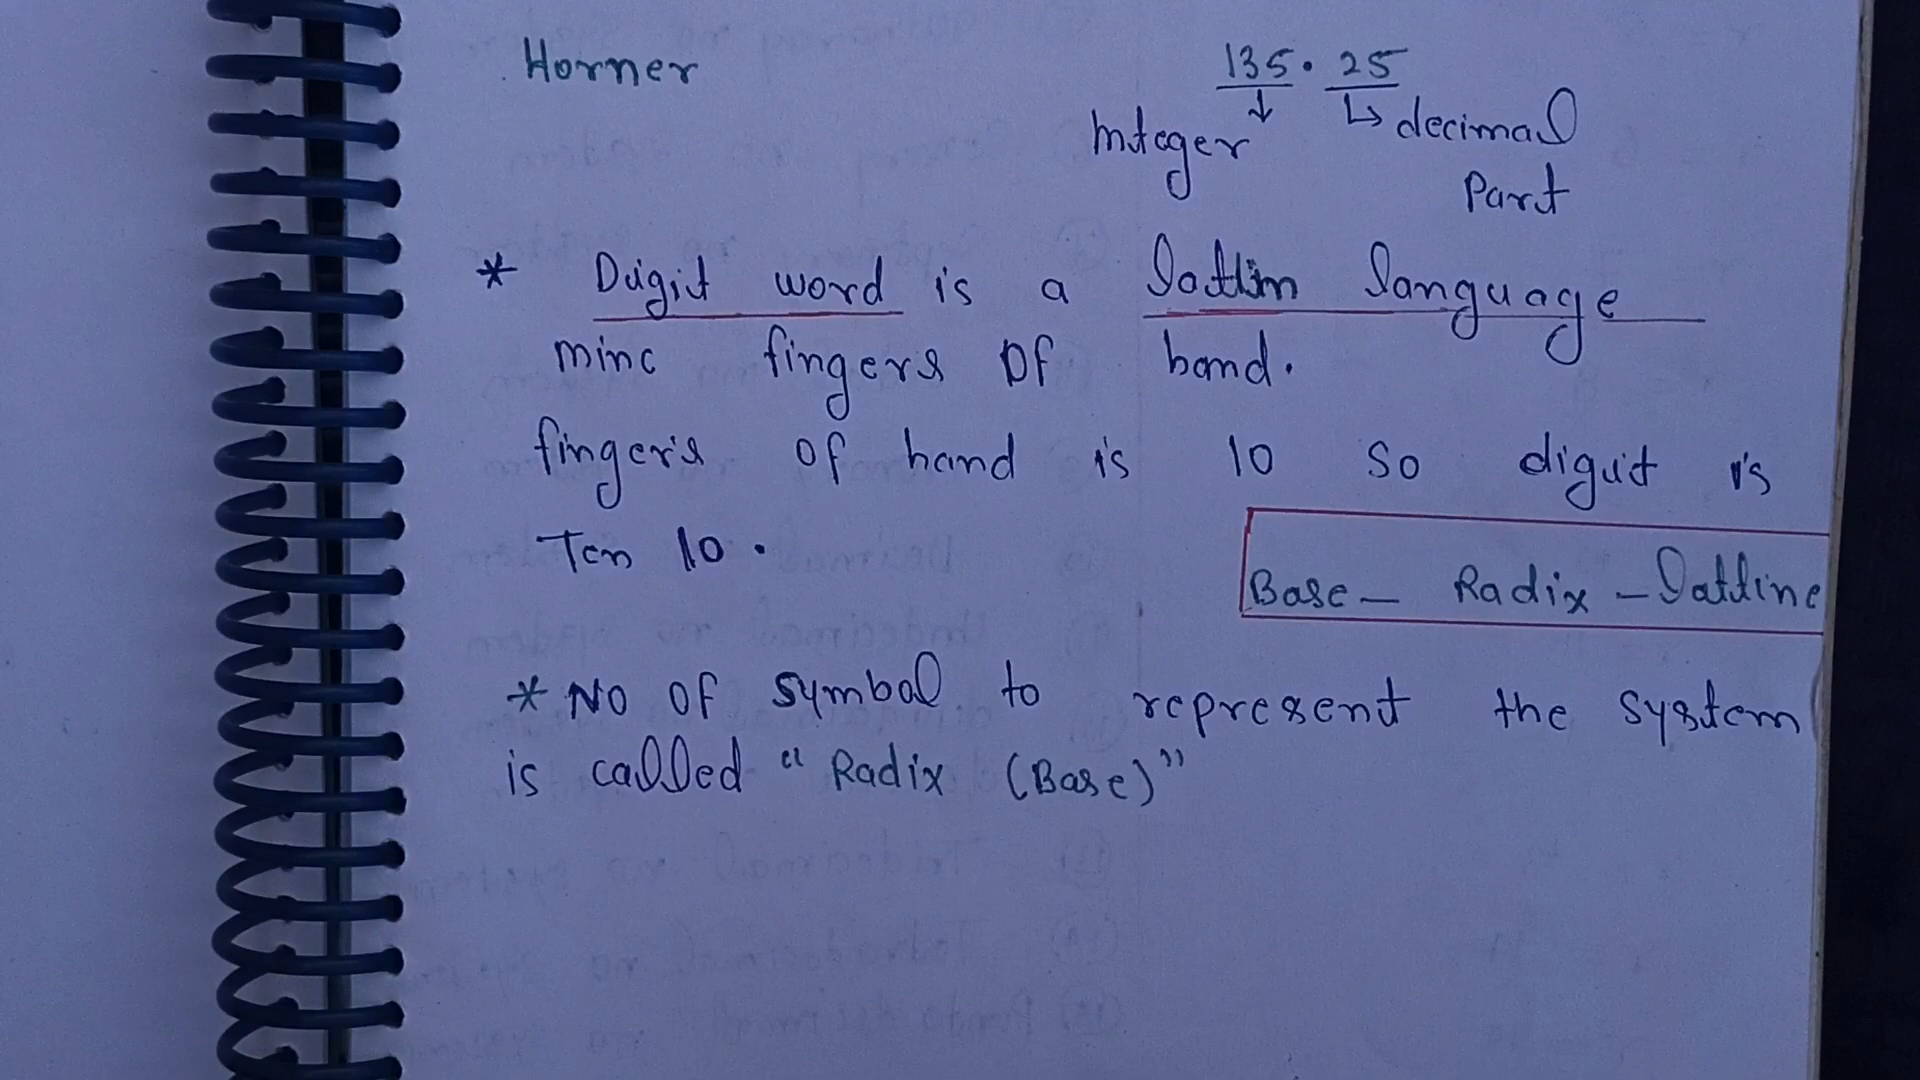 Horner
135.25
Integer
decimal
Part
* Digit word is a lattin language
minc fingers Of hand.
fingers of hand is 10 so digit is
Ten 10.
Base - Radix - lattine
* NO OF symbol to represent the system
is called "Radix (Base)"